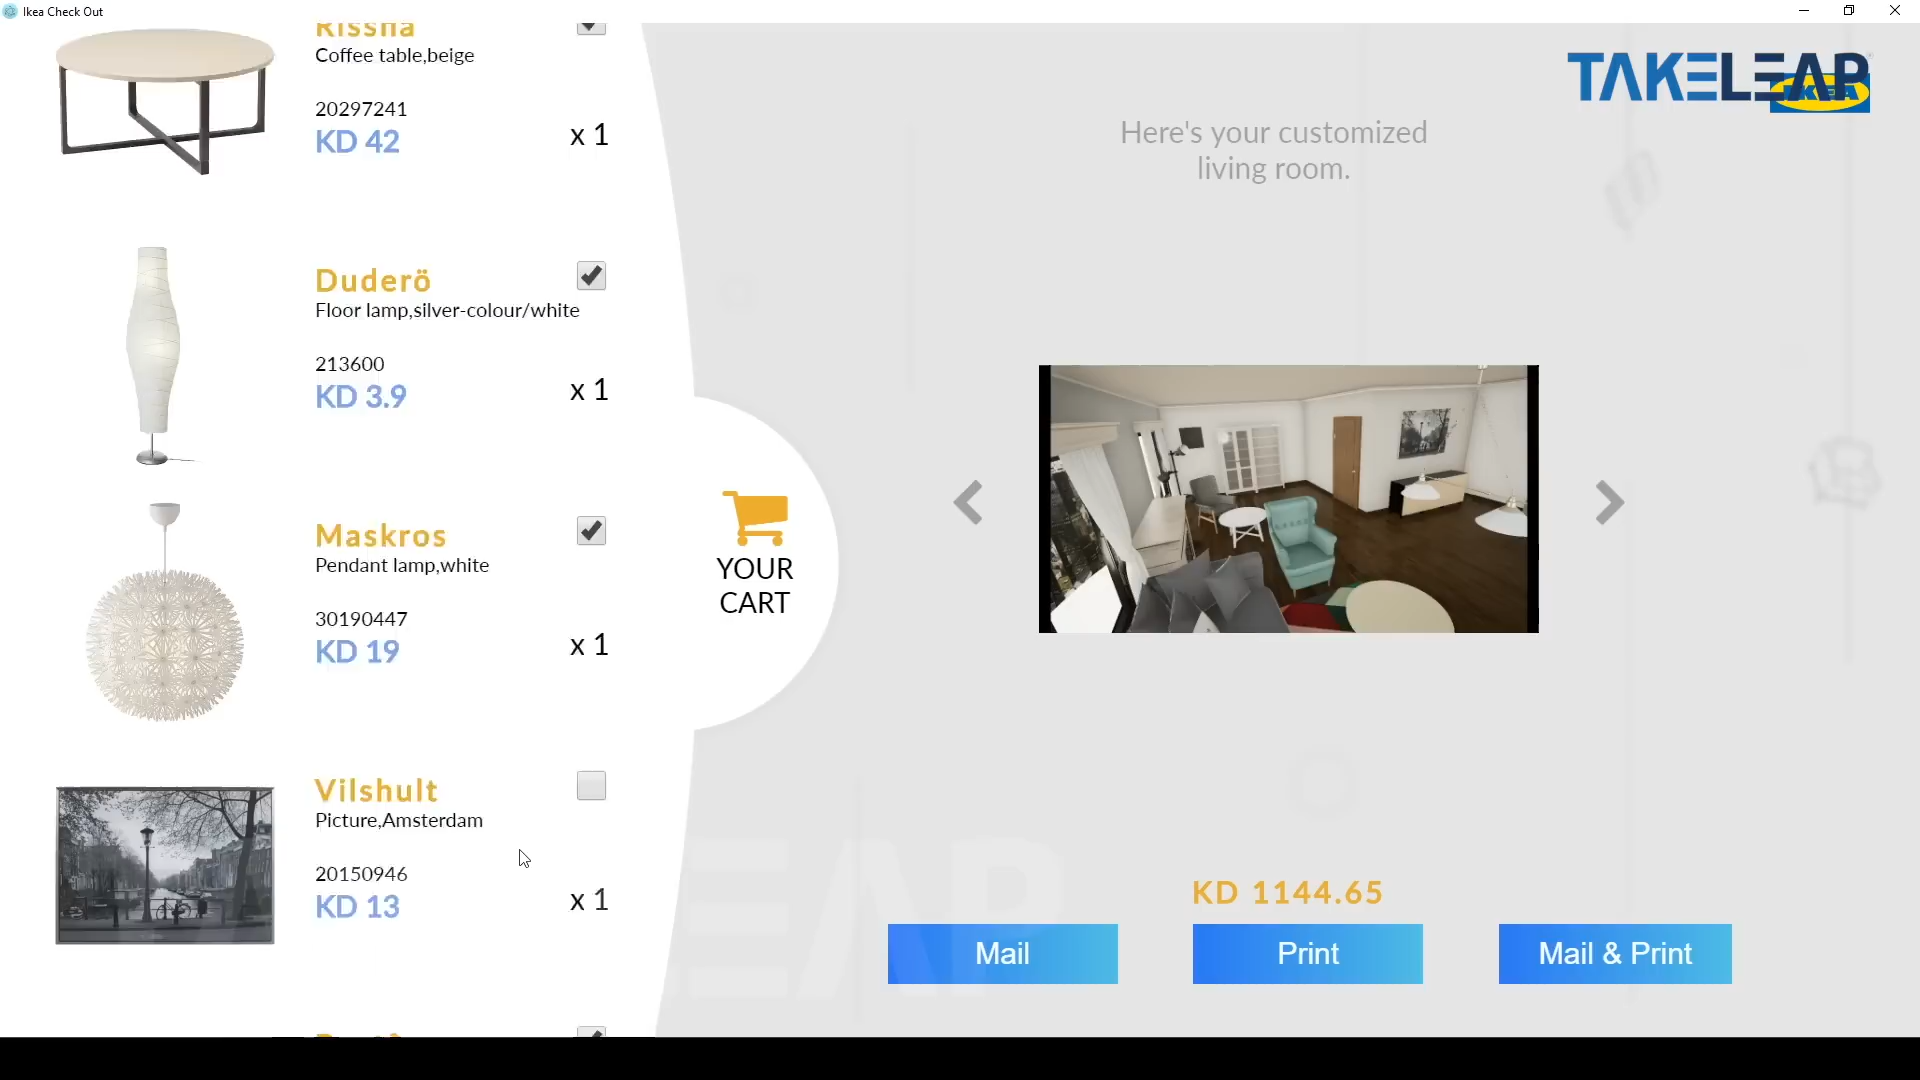 Ikea Check Out
Rissna
Coffee table,beige
20297241
KD 42
x 1
Duderö
Floor lamp,silver-colour/white
213600
KD 3.9
x 1
Maskros
Pendant lamp,white
30190447
KD 19
x 1
Vilshult
Picture,Amsterdam
20150946
KD 13
x 1
YOUR
CART
TAKELEAP
IKEA
Here's your customized
living room.
KD 1144.65
Mail
Print
Mail & Print